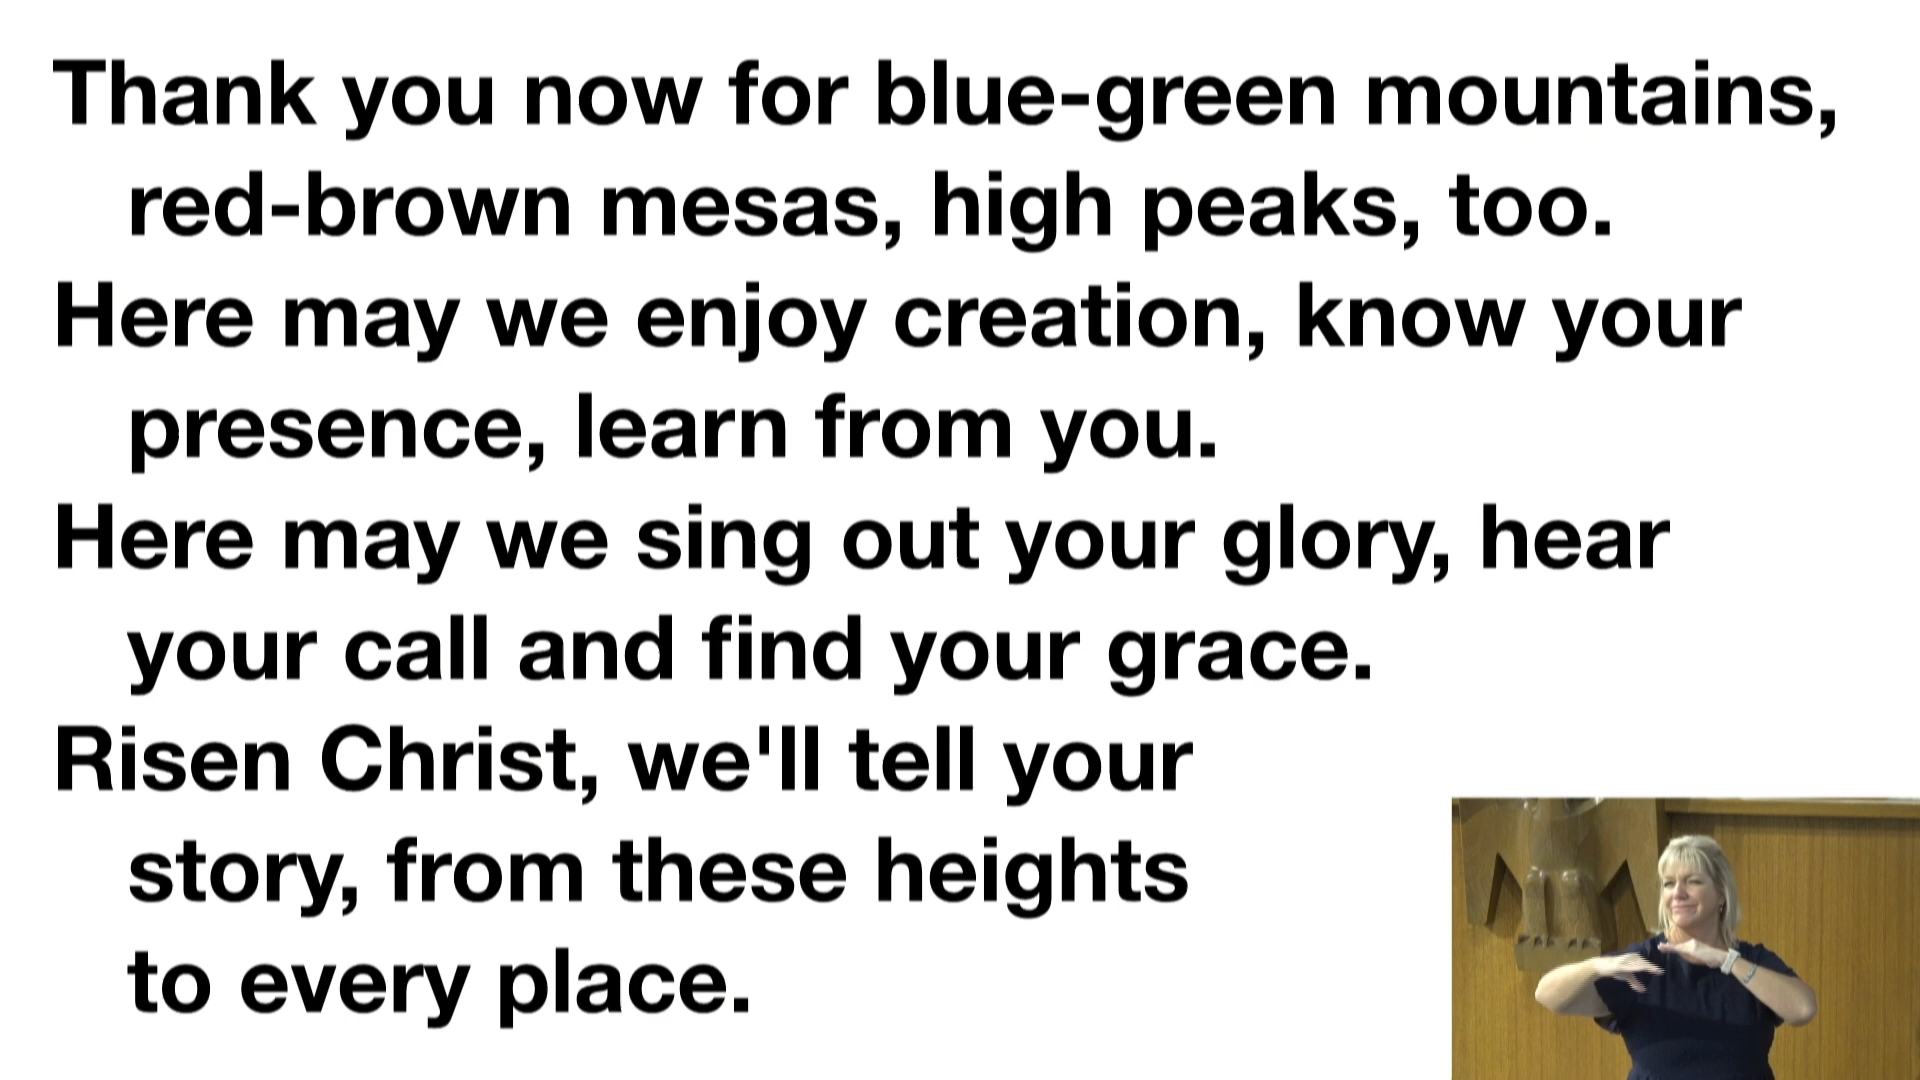 Thank you now for blue-green mountains,
red-brown mesas, high peaks, too.
Here may we enjoy creation, know your
presence, learn from you.
Here may we sing out your glory, hear
your call and find your grace.
Risen Christ, we'll tell your
story, from these heights
to every place.